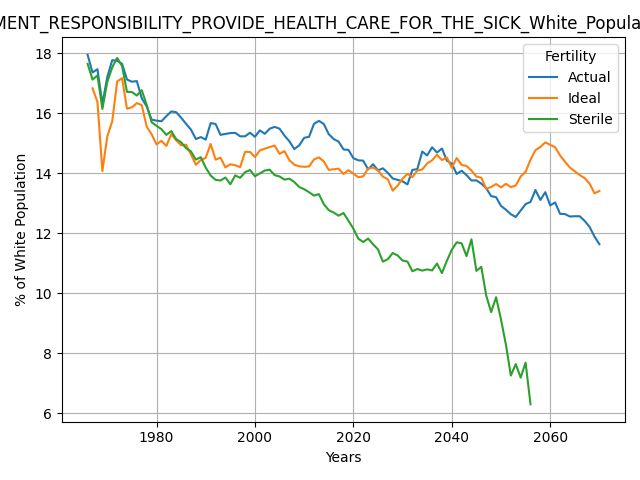 MENT_RESPONSIBILITY_PROVIDE_HEALTH_CARE_FOR_THE_SICK_White_Popula
Fertility
Actual
Ideal
Sterile
% of White Population
18
16
14
12
10
8
6
1980
2000
2020
2040
2060
Years